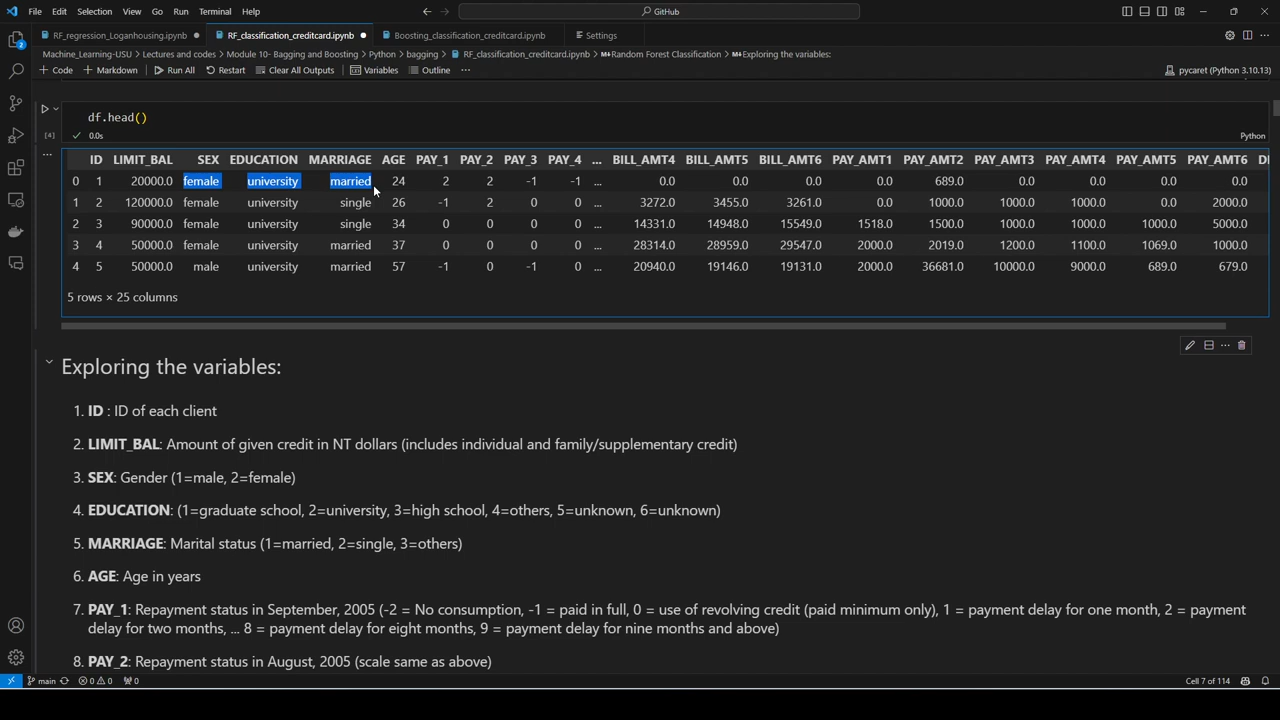 File Edit Selection View Go Run Terminal Help
GitHub
RF_regression_Loganhousing.ipynb RF_classification_creditcard.ipynb Boosting_classification_creditcard.ipynb Settings
Machine_Learning-USU > Lectures and codes > Module 10- Bagging and Boosting > Python > bagging > RF_classification_creditcard.ipynb > Random Forest Classification > Exploring the variables:
+ Code + Markdown Run All Restart Clear All Outputs Variables Outline ... pycaret (Python 3.10.13)
df.head()
[4] 0.0s Python
ID LIMIT_BAL SEX EDUCATION MARRIAGE AGE PAY_1 PAY_2 PAY_3 PAY_4 ... BILL_AMT4 BILL_AMT5 BILL_AMT6 PAY_AMT1 PAY_AMT2 PAY_AMT3 PAY_AMT4 PAY_AMT5 PAY_AMT6
0 1 20000.0 female university married 24 2 2 -1 -1 ... 0.0 0.0 0.0 0.0 689.0 0.0 0.0 0.0 0.0
1 2 120000.0 female university single 26 -1 2 0 0 ... 3272.0 3455.0 3261.0 0.0 1000.0 1000.0 1000.0 0.0 2000.0
2 3 90000.0 female university single 34 0 0 0 0 ... 14331.0 14948.0 15549.0 1518.0 1500.0 1000.0 1000.0 1000.0 5000.0
3 4 50000.0 female university married 37 0 0 0 0 ... 28314.0 28959.0 29547.0 2000.0 2019.0 1200.0 1100.0 1069.0 1000.0
4 5 50000.0 male university married 57 -1 0 -1 0 ... 20940.0 19146.0 19131.0 2000.0 36681.0 10000.0 9000.0 689.0 679.0
5 rows × 25 columns
Exploring the variables:
1. ID : ID of each client
2. LIMIT_BAL: Amount of given credit in NT dollars (includes individual and family/supplementary credit)
3. SEX: Gender (1=male, 2=female)
4. EDUCATION: (1=graduate school, 2=university, 3=high school, 4=others, 5=unknown, 6=unknown)
5. MARRIAGE: Marital status (1=married, 2=single, 3=others)
6. AGE: Age in years
7. PAY_1: Repayment status in September, 2005 (-2 = No consumption, -1 = paid in full, 0 = use of revolving credit (paid minimum only), 1 = payment delay for one month, 2 = payment
delay for two months, ... 8 = payment delay for eight months, 9 = payment delay for nine months and above)
8. PAY_2: Repayment status in August, 2005 (scale same as above)
main 0 0 0 Cell 7 of 114